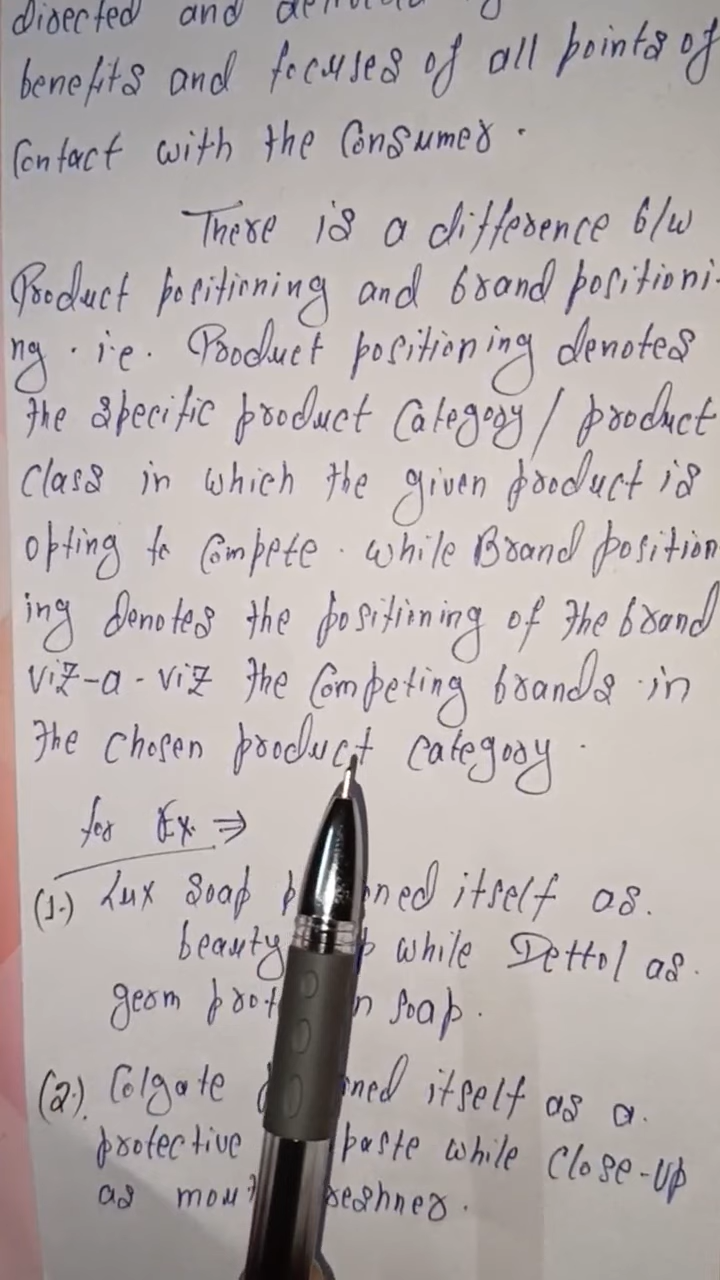 directed and
benefits and focuses of all points of
Contact with the Consumer.
There is a difference b/w
Product positioning and brand positioni-
ng. i.e. Product positioning denotes
the specific product Category / product
Class in which the given product is
opting to Compete. while Brand position
ing denotes the positioning of the brand
viz-a-viz the Competing brands in
the chosen product category.
for Ex. ⇒
(1.) Lux Soap itself as.
beauty while Dettol as.
germ soap.
(2.) Colgate itself as a.
protective paste while Close-up
as